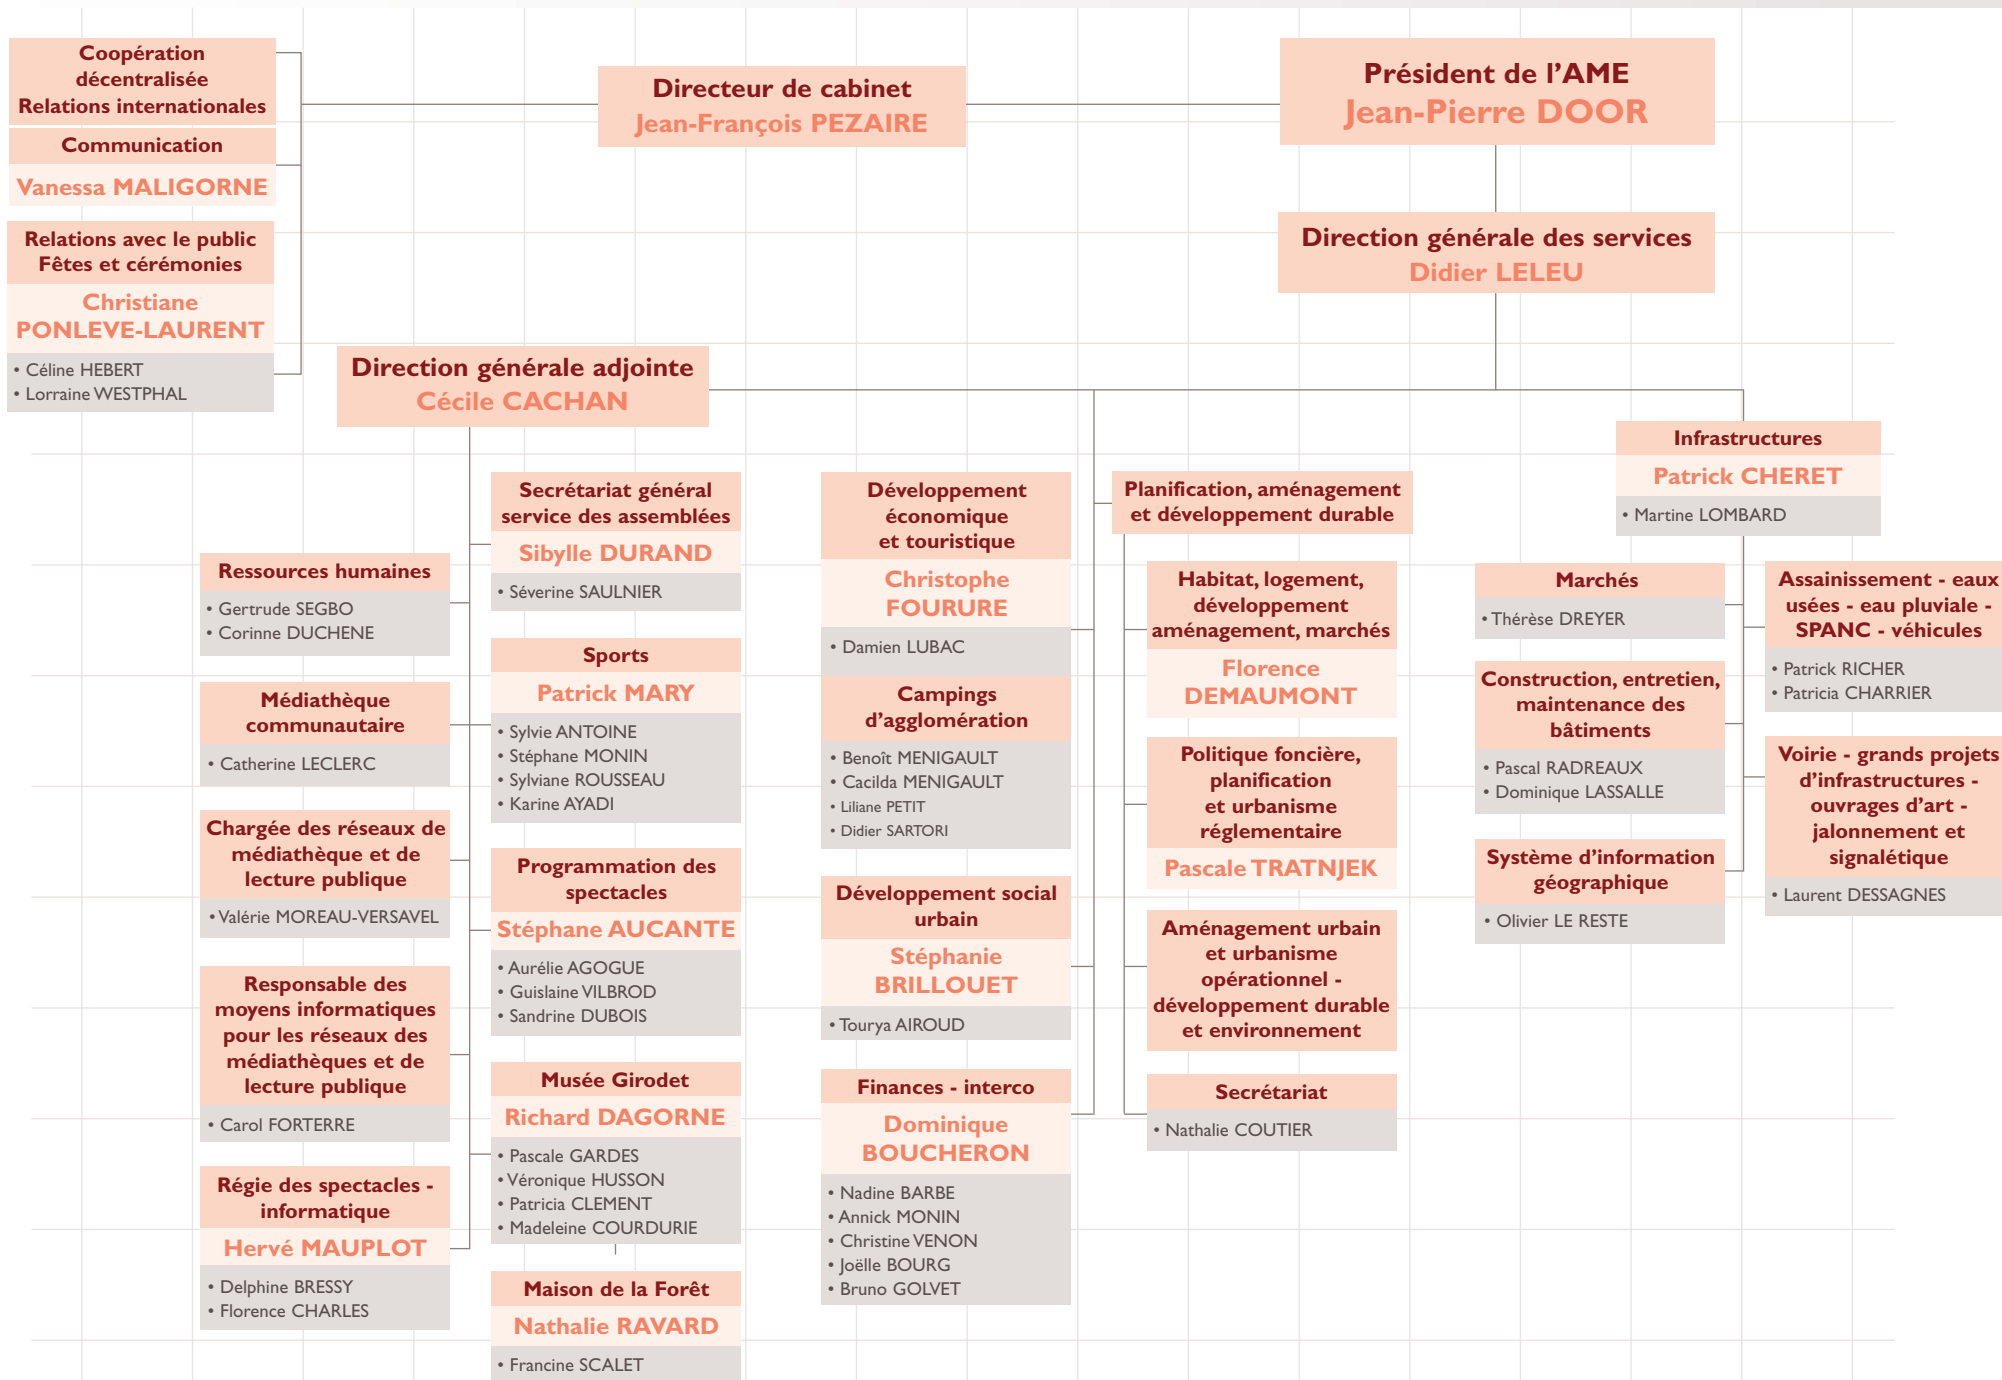 Coopération
décentralisée
Relations internationales
Communication
Vanessa MALIGORNE
Relations avec le public
Fêtes et cérémonies
Christiane
PONLEVE-LAURENT
• Céline HEBERT
• Lorraine WESTPHAL
Directeur de cabinet
Jean-François PEZAIRE
Président de l’AME
Jean-Pierre DOOR
Direction générale des services
Didier LELEU
Direction générale adjointe
Cécile CACHAN
Ressources humaines
• Gertrude SEGBO
• Corinne DUCHENE
Médiathèque
communautaire
• Catherine LECLERC
Chargée des réseaux de
médiathèque et de
lecture publique
• Valérie MOREAU-VERSAVEL
Responsable des
moyens informatiques
pour les réseaux des
médiathèques et de
lecture publique
• Carol FORTERRE
Régie des spectacles -
informatique
Hervé MAUPLOT
• Delphine BRESSY
• Florence CHARLES
Secrétariat général
service des assemblées
Sibylle DURAND
• Séverine SAULNIER
Sports
Patrick MARY
• Sylvie ANTOINE
• Stéphane MONIN
• Sylviane ROUSSEAU
• Karine AYADI
Programmation des
spectacles
Stéphane AUCANTE
• Aurélie AGOGUE
• Guislaine VILBROD
• Sandrine DUBOIS
Musée Girodet
Richard DAGORNE
• Pascale GARDES
• Véronique HUSSON
• Patricia CLEMENT
• Madeleine COURDURIE
Maison de la Forêt
Nathalie RAVARD
• Francine SCALET
Développement
économique
et touristique
Christophe
FOURURE
• Damien LUBAC
Campings
d’agglomération
• Benoît MENIGAULT
• Cacilda MENIGAULT
• Liliane PETIT
• Didier SARTORI
Développement social
urbain
Stéphanie
BRILLOUET
• Tourya AIROUD
Finances - interco
Dominique
BOUCHERON
• Nadine BARBE
• Annick MONIN
• Christine VENON
• Joëlle BOURG
• Bruno GOLVET
Planification, aménagement
et développement durable
Habitat, logement,
développement
aménagement, marchés
Florence
DEMAUMONT
Politique foncière,
planification
et urbanisme
réglementaire
Pascale TRATNJEK
Aménagement urbain
et urbanisme
opérationnel -
développement durable
et environnement
Secrétariat
• Nathalie COUTIER
Infrastructures
Patrick CHERET
• Martine LOMBARD
Marchés
• Thérèse DREYER
Construction, entretien,
maintenance des
bâtiments
• Pascal RADREAUX
• Dominique LASSALLE
Système d’information
géographique
• Olivier LE RESTE
Assainissement - eaux
usées - eau pluviale -
SPANC - véhicules
• Patrick RICHER
• Patricia CHARRIER
Voirie - grands projets
d’infrastructures -
ouvrages d’art -
jalonnement et
signalétique
• Laurent DESSAGNES